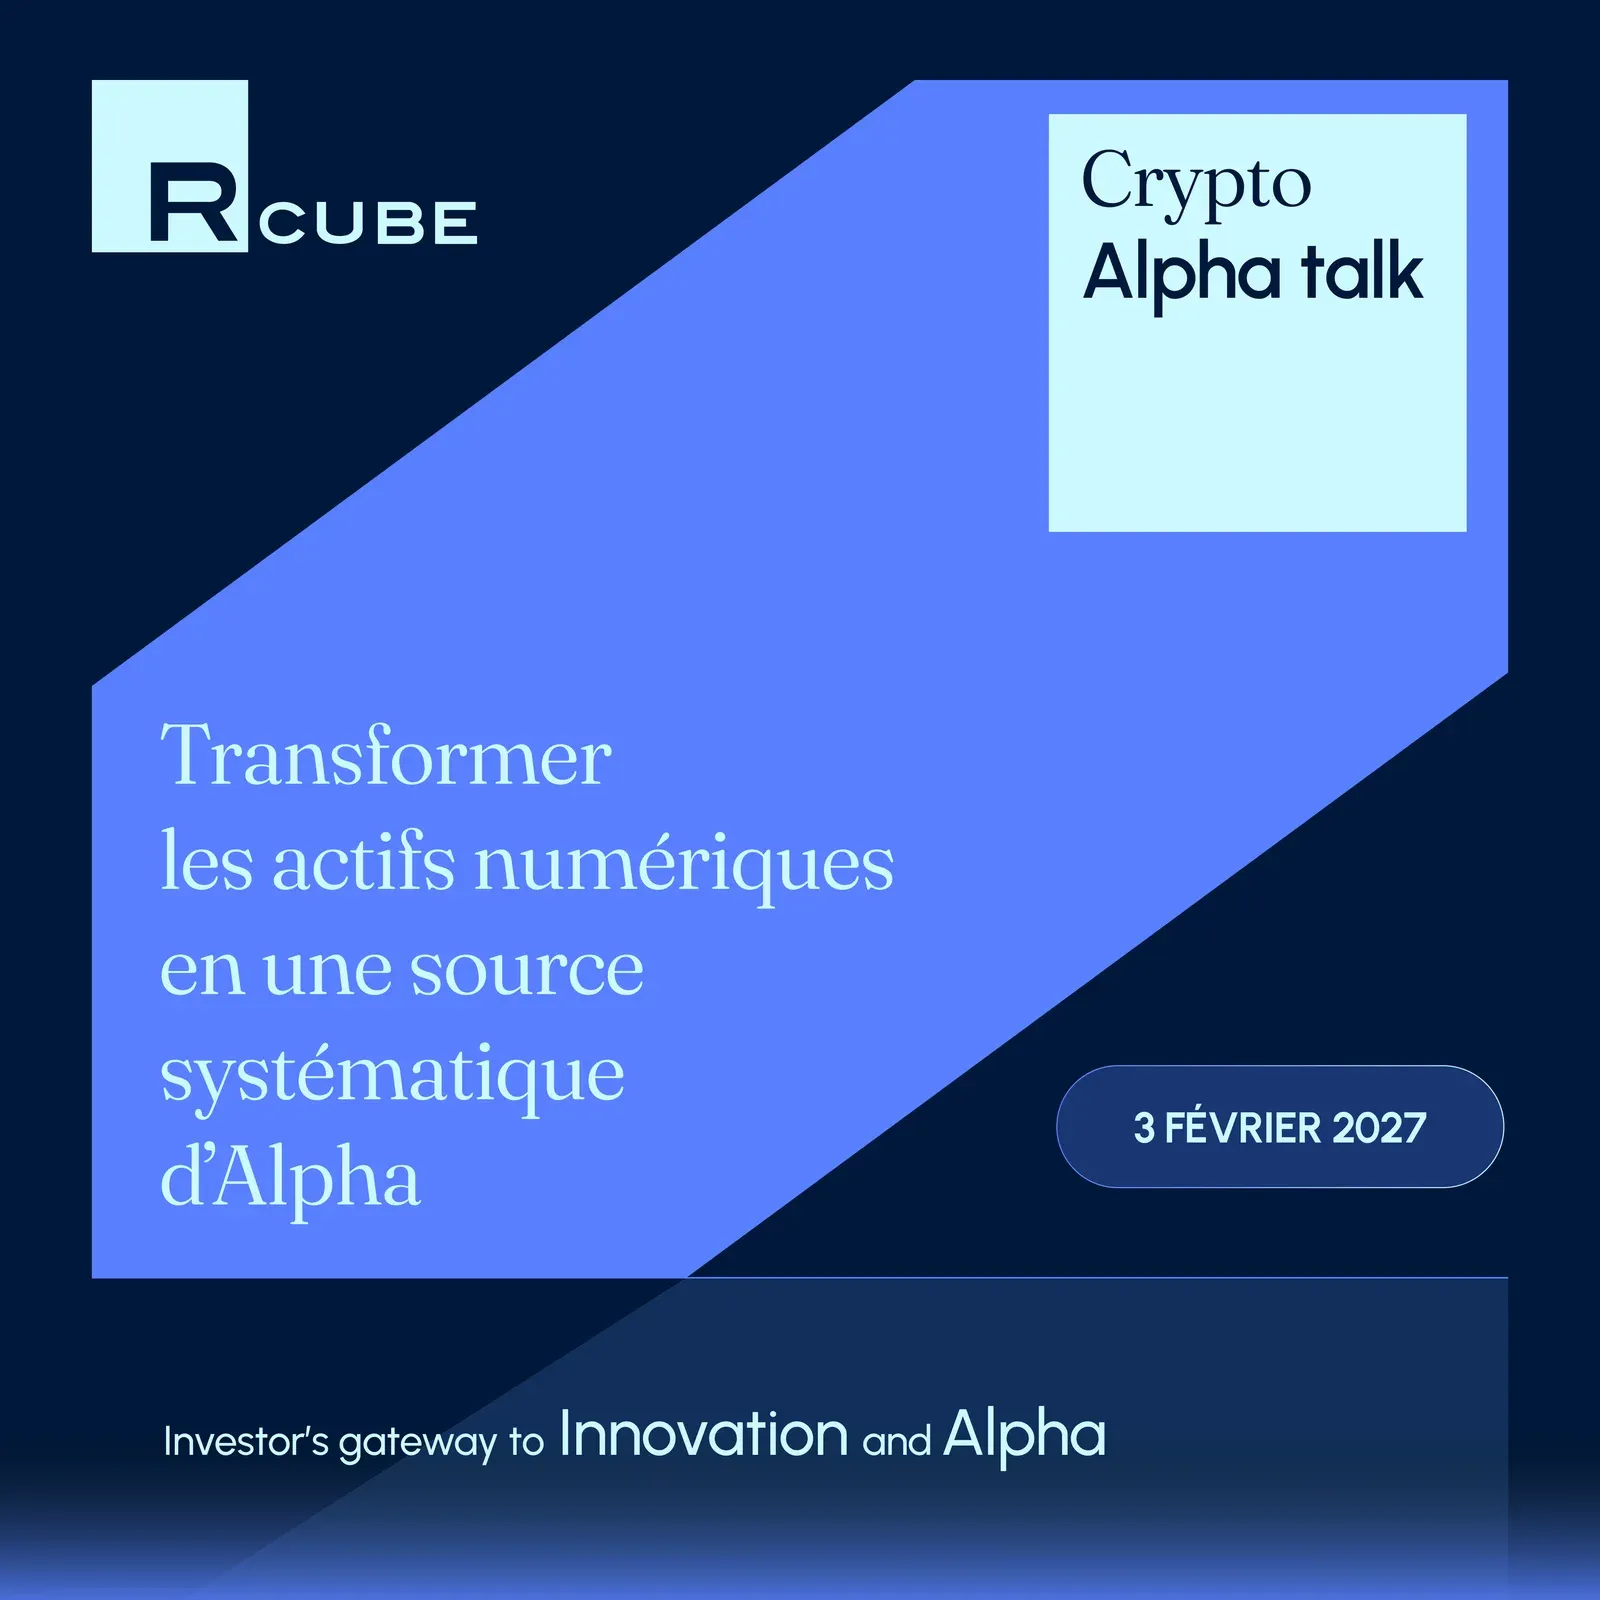 RCUBE
Crypto
Alpha talk
Transformer
les actifs numériques
en une source
systématique
d’Alpha
3 FÉVRIER 2027
Investor’s gateway to Innovation and Alpha